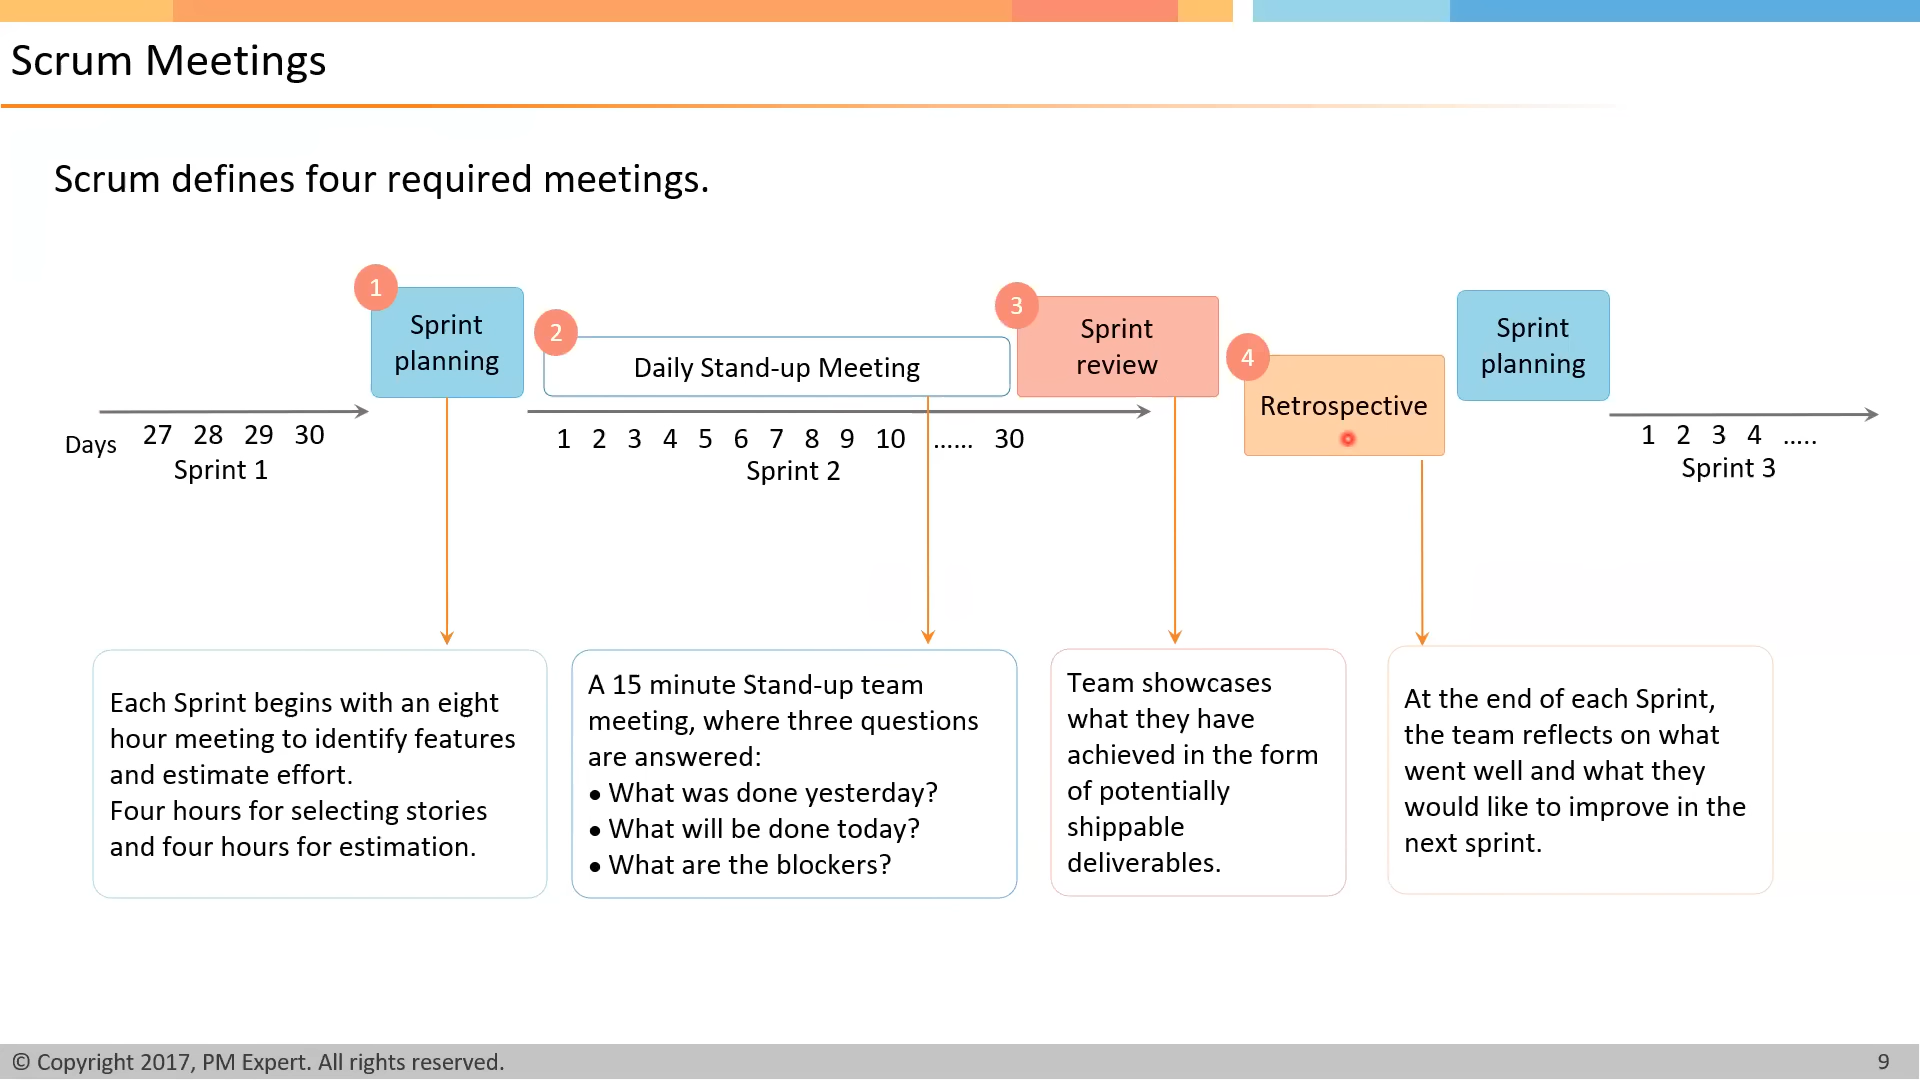 Scrum Meetings
Scrum defines four required meetings.
1
Sprint
planning
2
Daily Stand-up Meeting
3
Sprint
review
4
Retrospective
Sprint
planning
Days
27 28 29 30
Sprint 1
1 2 3 4 5 6 7 8 9 10 ...... 30
Sprint 2
1 2 3 4 .....
Sprint 3
Each Sprint begins with an eight
hour meeting to identify features
and estimate effort.
Four hours for selecting stories
and four hours for estimation.
A 15 minute Stand-up team
meeting, where three questions
are answered:
• What was done yesterday?
• What will be done today?
• What are the blockers?
Team showcases
what they have
achieved in the form
of potentially
shippable
deliverables.
At the end of each Sprint,
the team reflects on what
went well and what they
would like to improve in the
next sprint.
© Copyright 2017, PM Expert. All rights reserved.
9